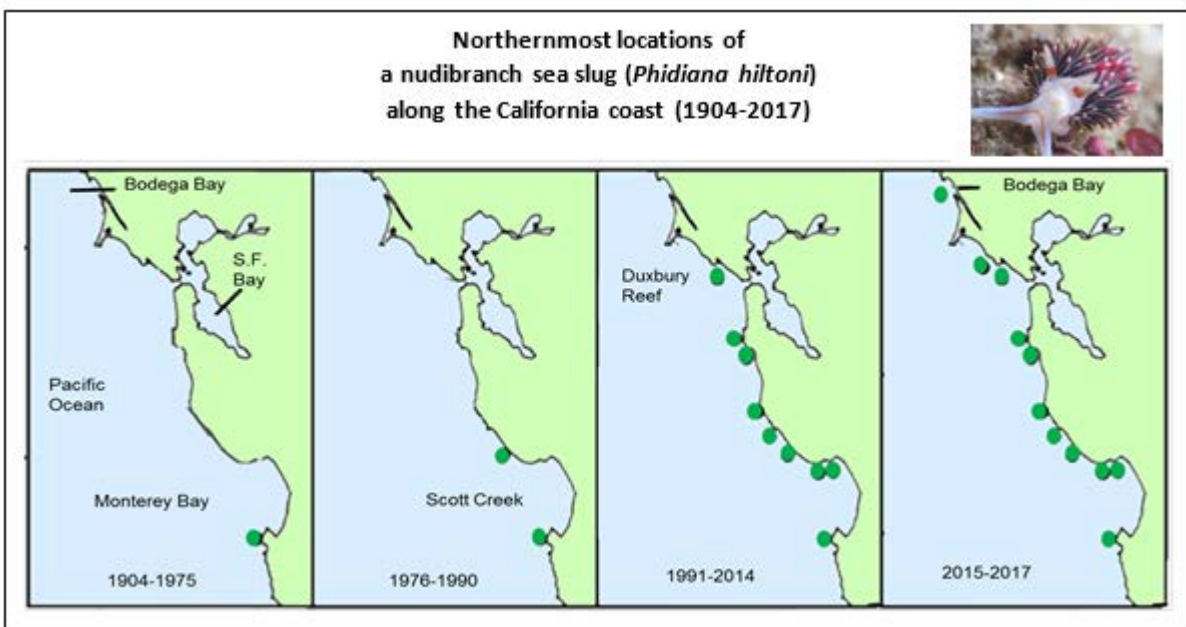 Northernmost locations of
a nudibranch sea slug (Phidiana hiltoni)
along the California coast (1904-2017)
Bodega Bay
S.F.
Bay
Pacific
Ocean
Monterey Bay
1904-1975
Scott Creek
1976-1990
Duxbury
Reef
1991-2014
Bodega Bay
2015-2017